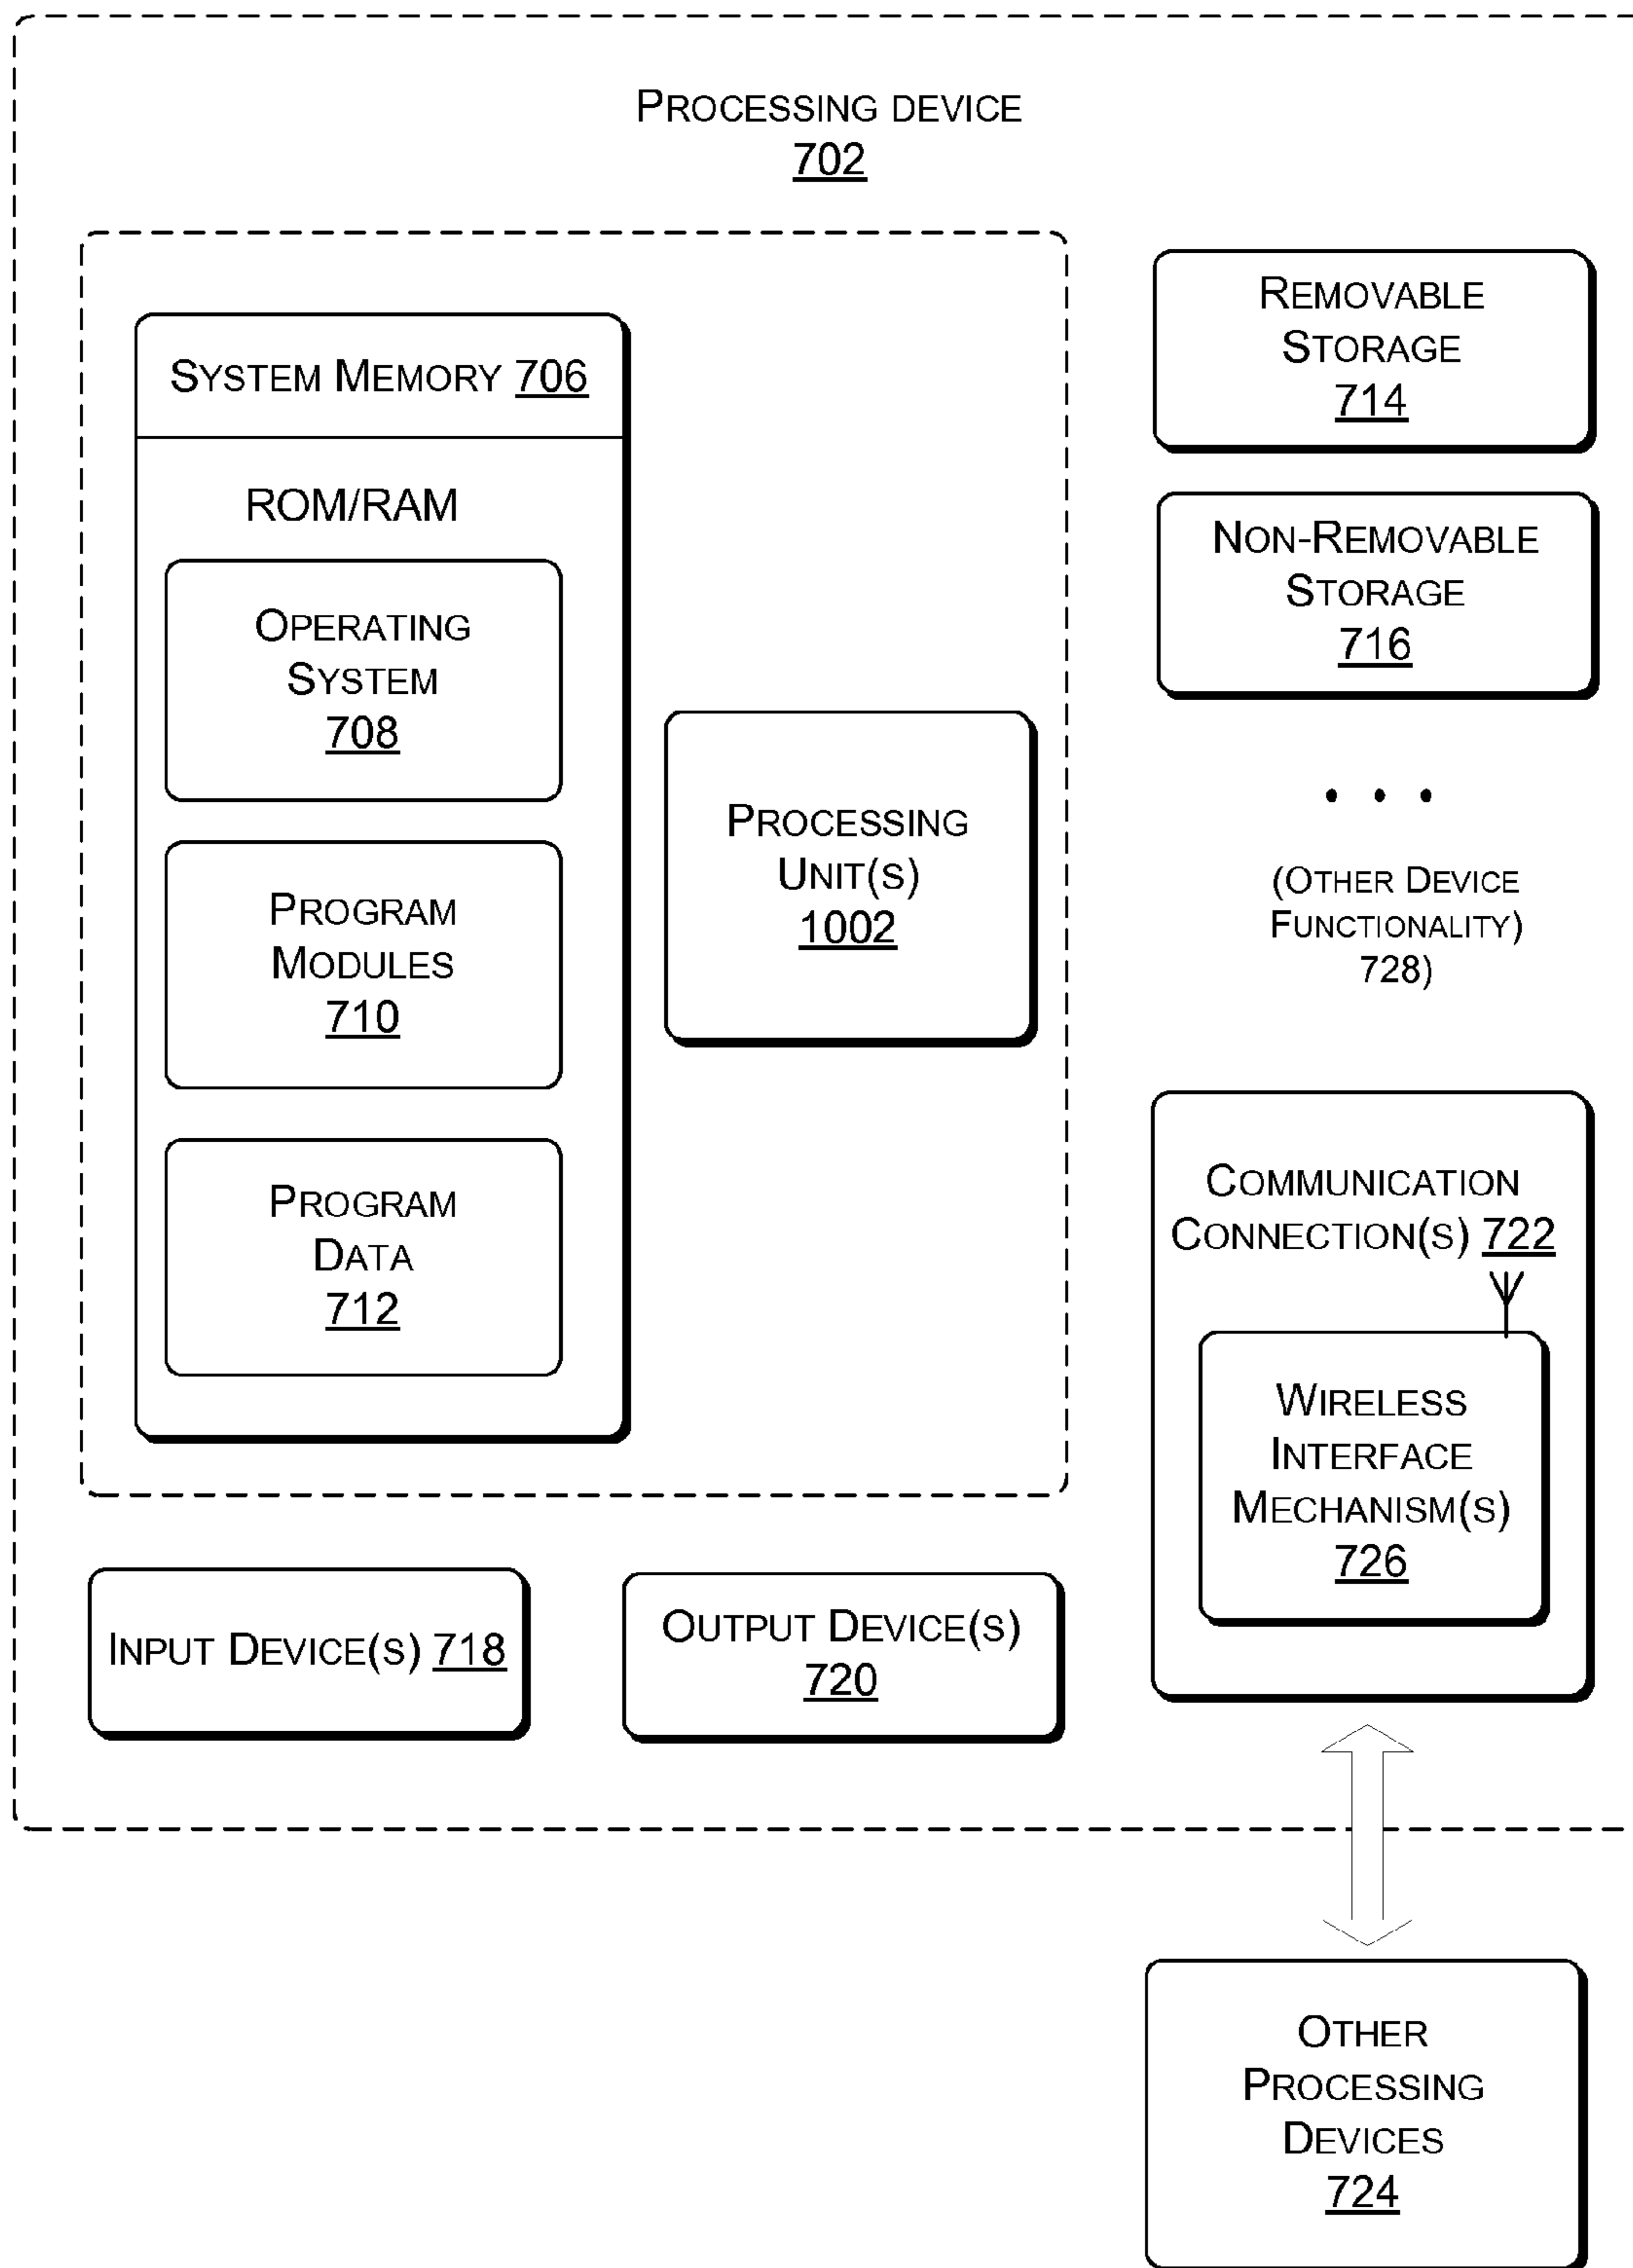 PROCESSING DEVICE
702
SYSTEM MEMORY 706
ROM/RAM
OPERATING
SYSTEM
708
PROGRAM
MODULES
710
PROGRAM
DATA
712
PROCESSING
UNIT(S)
1002
REMOVABLE
STORAGE
714
NON-REMOVABLE
STORAGE
716
• • •
(OTHER DEVICE
FUNCTIONALITY)
728)
COMMUNICATION
CONNECTION(S) 722
WIRELESS
INTERFACE
MECHANISM(S)
726
INPUT DEVICE(S) 718
OUTPUT DEVICE(S)
720
OTHER
PROCESSING
DEVICES
724